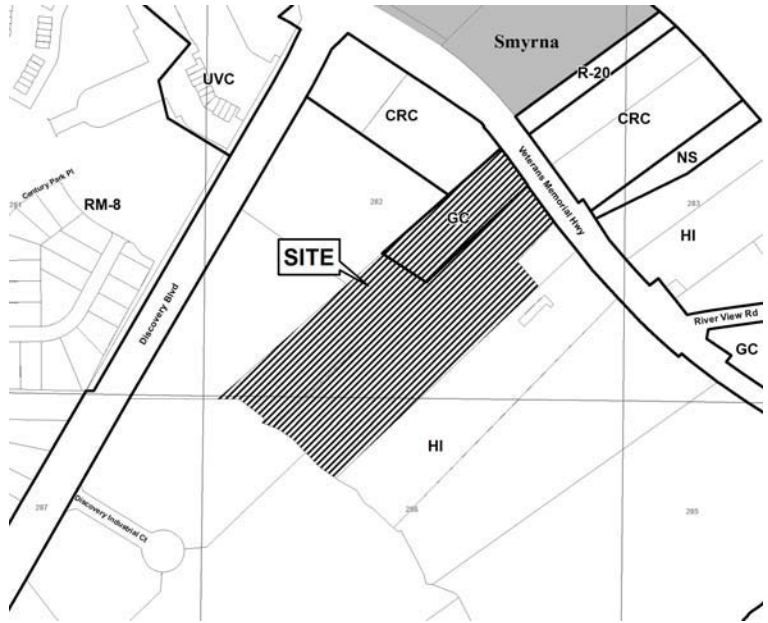 Smyrna
UVC
R-20
CRC
CRC
NS
Veterans Memorial Hwy
Century Park Pl
281
RM-8
282
283
GC
HI
SITE
Discovery Blvd
River View Rd
GC
HI
287
Discovery Industrial Ct
286
285